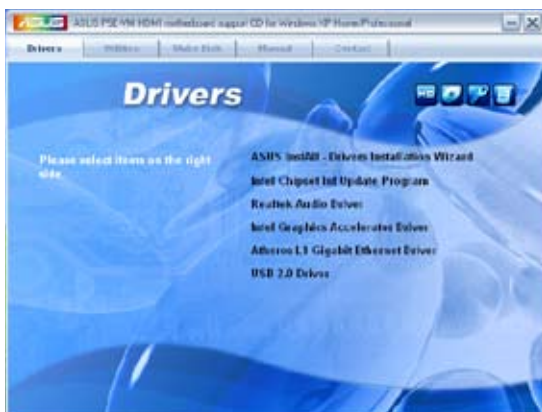 ASUS P5E-VM HDMI motherboard support CD for Windows XP Home/Professional
Drivers
Utilities
Make Disk
Manual
Contact
Drivers
Please select items on the right side.
ASUS InstAll - Drivers Installation Wizard
Intel Chipset Inf Update Program
Realtek Audio Driver
Intel Graphics Accelerator Driver
Atheros L1 Gigabit Ethernet Driver
USB 2.0 Driver